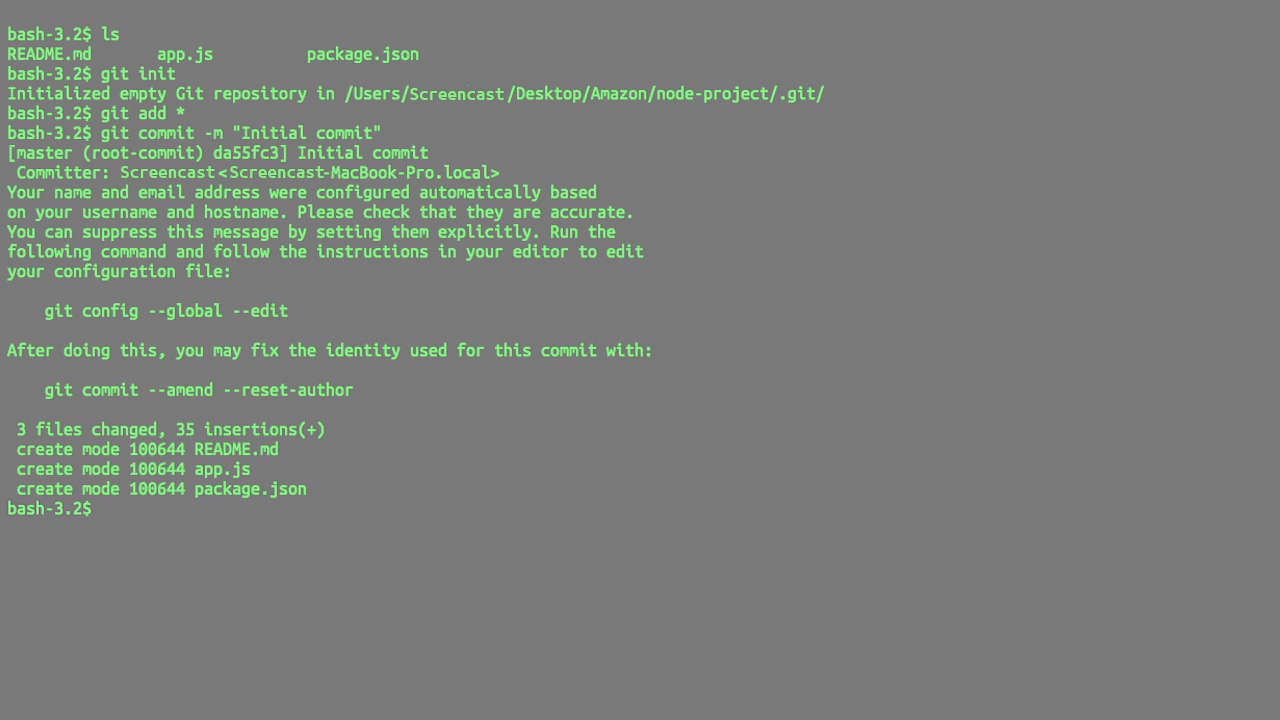 bash-3.2$ ls
README.md       app.js          package.json
bash-3.2$ git init
Initialized empty Git repository in /Users/Screencast/Desktop/Amazon/node-project/.git/
bash-3.2$ git add *
bash-3.2$ git commit -m "Initial commit"
[master (root-commit) da55fc3] Initial commit
 Committer: Screencast<Screencast-MacBook-Pro.local>
Your name and email address were configured automatically based
on your username and hostname. Please check that they are accurate.
You can suppress this message by setting them explicitly. Run the
following command and follow the instructions in your editor to edit
your configuration file:

    git config --global --edit

After doing this, you may fix the identity used for this commit with:

    git commit --amend --reset-author

 3 files changed, 35 insertions(+)
 create mode 100644 README.md
 create mode 100644 app.js
 create mode 100644 package.json
bash-3.2$